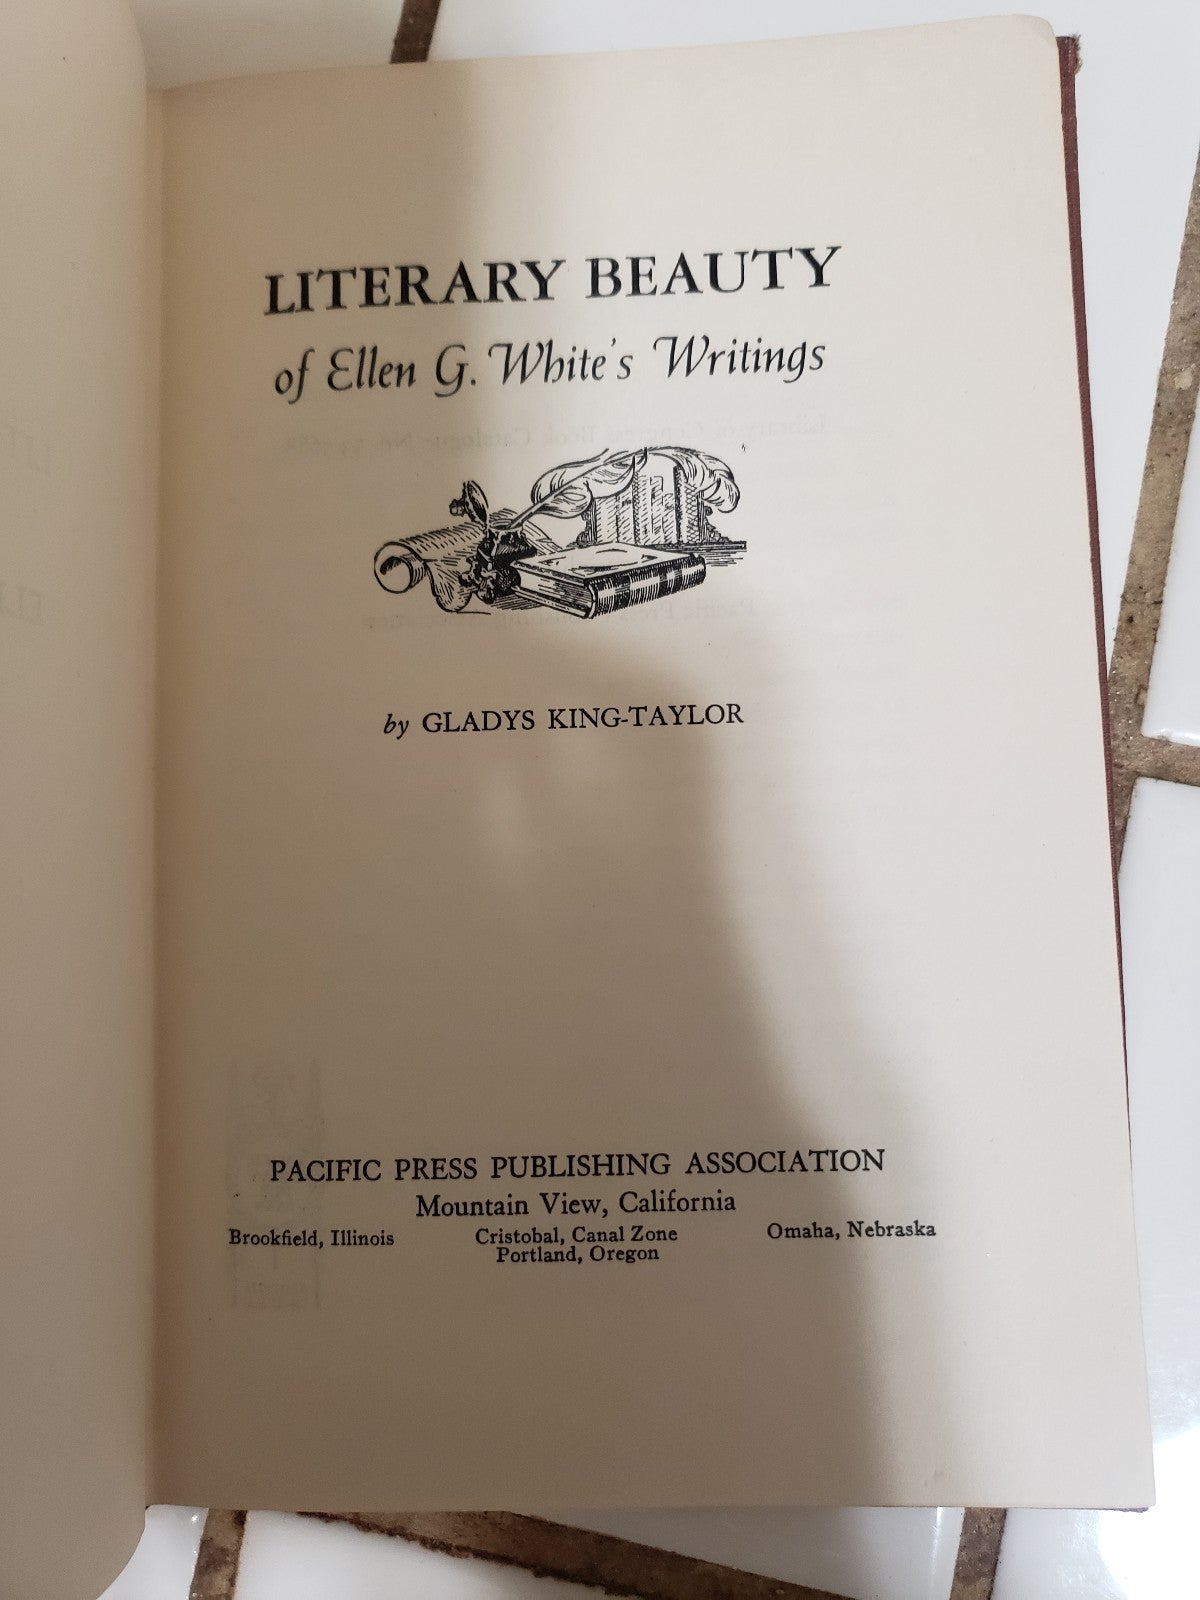 LITERARY BEAUTY
of Ellen G. White's Writings
by GLADYS KING-TAYLOR
PACIFIC PRESS PUBLISHING ASSOCIATION
Mountain View, California
Brookfield, Illinois Cristobal, Canal Zone Omaha, Nebraska
Portland, Oregon